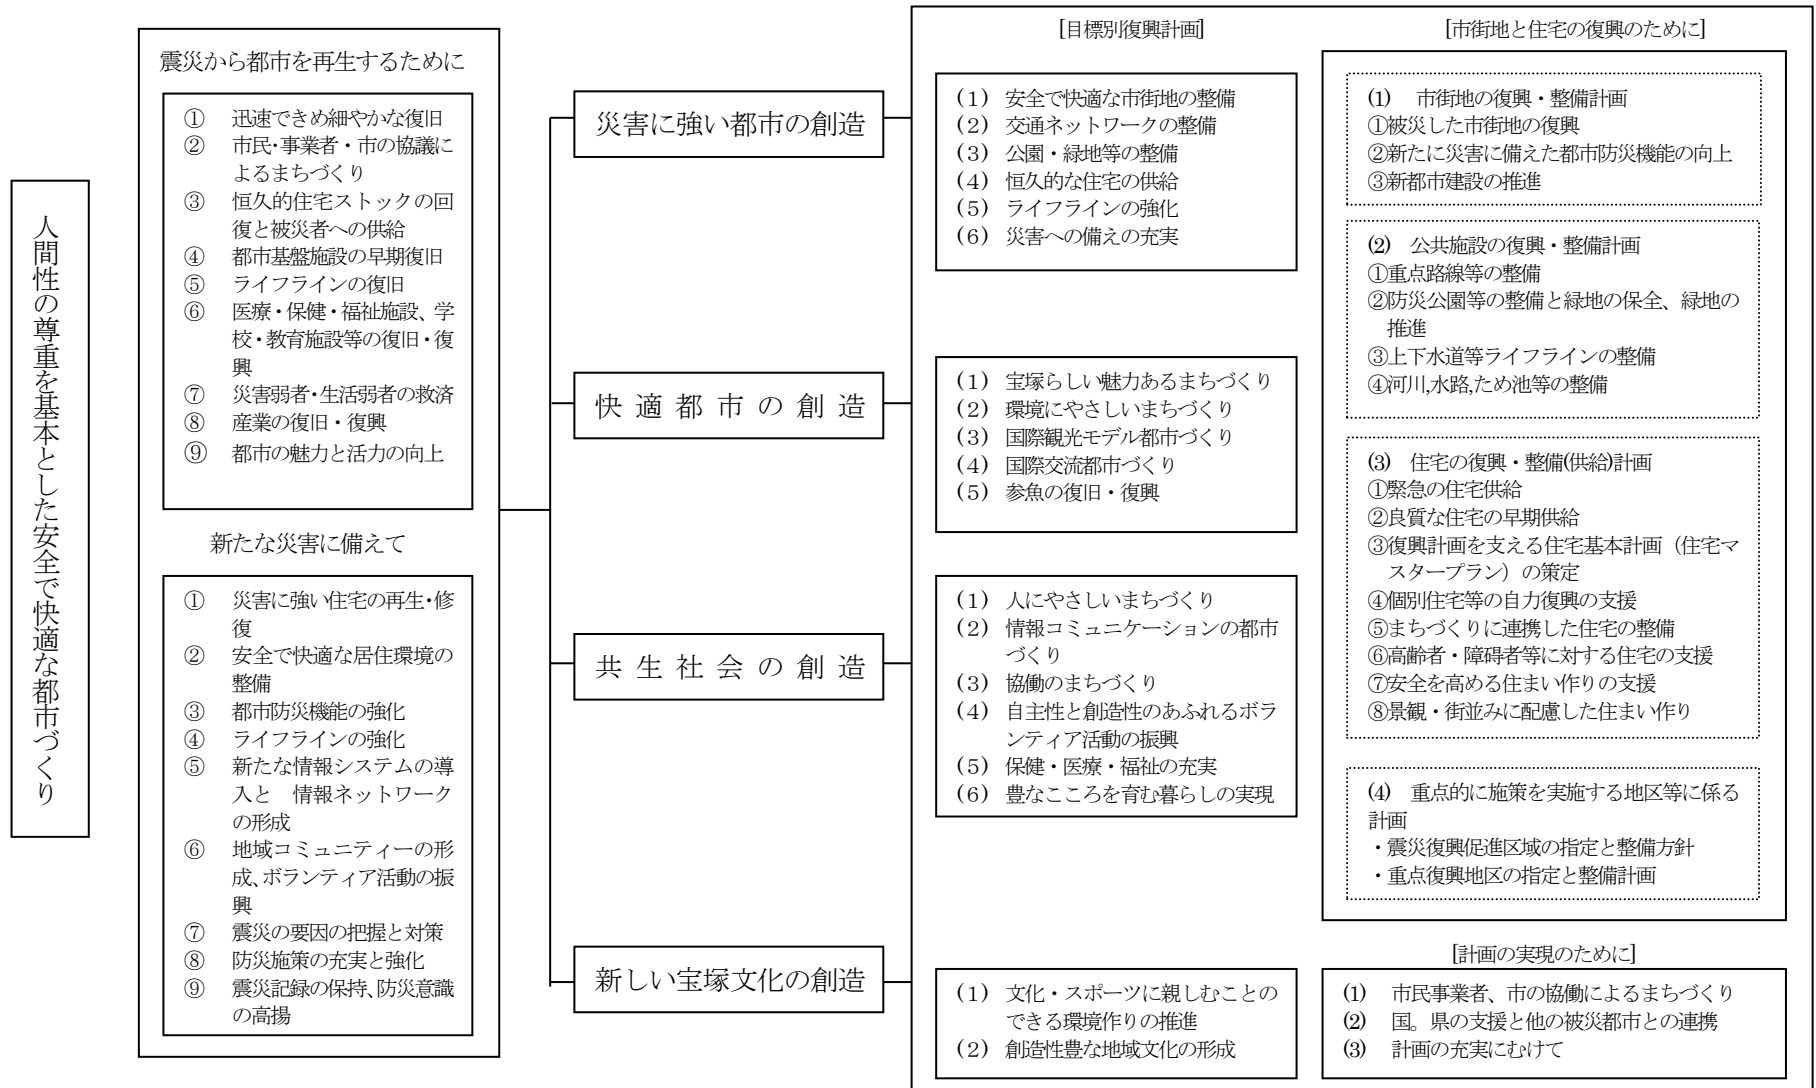 人間性の尊重を基本とした安全で快適な都市づくり
震災から都市を再生するために
① 迅速できめ細やかな復旧
② 市民・事業者・市の協議に
よるまちづくり
③ 恒久的住宅ストックの回
復と被災者への供給
④ 都市基盤施設の早期復旧
⑤ ライフラインの復旧
⑥ 医療・保健・福祉施設、学
校・教育施設等の復旧・復
興
⑦ 災害弱者・生活弱者の救済
⑧ 産業の復旧・復興
⑨ 都市の魅力と活力の向上
新たな災害に備えて
① 災害に強い住宅の再生・修
復
② 安全で快適な居住環境の
整備
③ 都市防災機能の強化
④ ライフラインの強化
⑤ 新たな情報システムの導
入と 情報ネットワーク
の形成
⑥ 地域コミュニティーの形
成、ボランティア活動の振
興
⑦ 震災の要因の把握と対策
⑧ 防災施策の充実と強化
⑨ 震災記録の保持、防災意識
の高揚
災害に強い都市の創造
快適都市の創造
共生社会の創造
新しい宝塚文化の創造
[目標別復興計画]
(1) 安全で快適な市街地の整備
(2) 交通ネットワークの整備
(3) 公園・緑地等の整備
(4) 恒久的な住宅の供給
(5) ライフラインの強化
(6) 災害への備えの充実
(1) 宝塚らしい魅力あるまちづくり
(2) 環境にやさしいまちづくり
(3) 国際観光モデル都市づくり
(4) 国際交流都市づくり
(5) 参魚の復旧・復興
(1) 人にやさしいまちづくり
(2) 情報コミュニケーションの都市
づくり
(3) 協働のまちづくり
(4) 自主性と創造性のあふれるボラ
ンティア活動の振興
(5) 保健・医療・福祉の充実
(6) 豊なこころを育む暮らしの実現
(1) 文化・スポーツに親しむことの
できる環境作りの推進
(2) 創造性豊な地域文化の形成
[市街地と住宅の復興のために]
(1) 市街地の復興・整備計画
①被災した市街地の復興
②新たに災害に備えた都市防災機能の向上
③新都市建設の推進
(2) 公共施設の復興・整備計画
①重点路線等の整備
②防災公園等の整備と緑地の保全、緑地の
推進
③上下水道等ライフラインの整備
④河川,水路,ため池等の整備
(3) 住宅の復興・整備(供給)計画
①緊急の住宅供給
②良質な住宅の早期供給
③復興計画を支える住宅基本計画（住宅マ
スタープラン）の策定
④個別住宅等の自力復興の支援
⑤まちづくりに連携した住宅の整備
⑥高齢者・障碍者等に対する住宅の支援
⑦安全を高める住まい作りの支援
⑧景観・街並みに配慮した住まい作り
(4) 重点的に施策を実施する地区等に係る
計画
・震災復興促進区域の指定と整備方針
・重点復興地区の指定と整備計画
[計画の実現のために]
(1) 市民事業者、市の協働によるまちづくり
(2) 国。県の支援と他の被災都市との連携
(3) 計画の充実にむけて